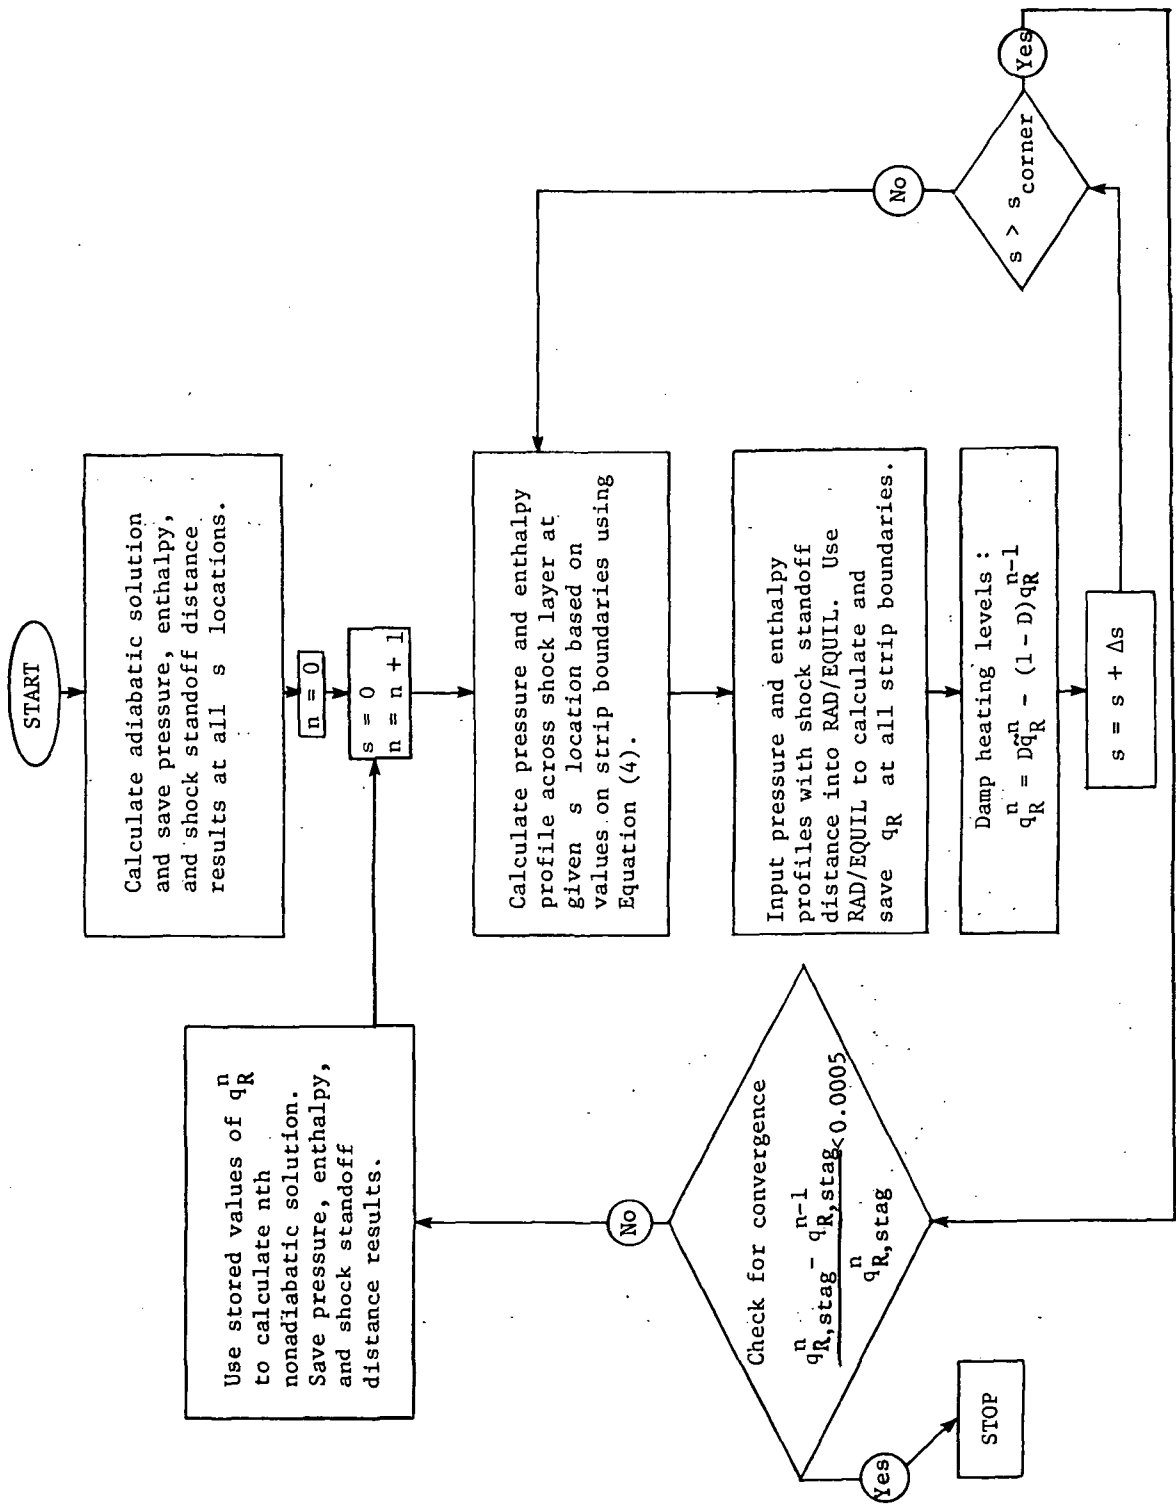 START
Calculate adiabatic solution
and save pressure, enthalpy,
and shock standoff distance
results at all s locations.
n = 0
s = 0
n = n + 1
Calculate pressure and enthalpy
profile across shock layer at
given s location based on
values on strip boundaries using
Equation (4).
Input pressure and enthalpy
profiles with shock standoff
distance into RAD/EQUIL. Use
RAD/EQUIL to calculate and
save q_R at all strip boundaries.
Damp heating levels :
q_R^n = Dq̃_R^n - (1 - D)q_R^{n-1}
s = s + Δs
s > s_corner
No
Yes
Check for convergence
q_{R,stag}^n - q_{R,stag}^{n-1}
<0.0005
q_{R,stag}^n
No
Yes
STOP
Use stored values of q_R^n
to calculate nth
nonadiabatic solution.
Save pressure, enthalpy,
and shock standoff
distance results.